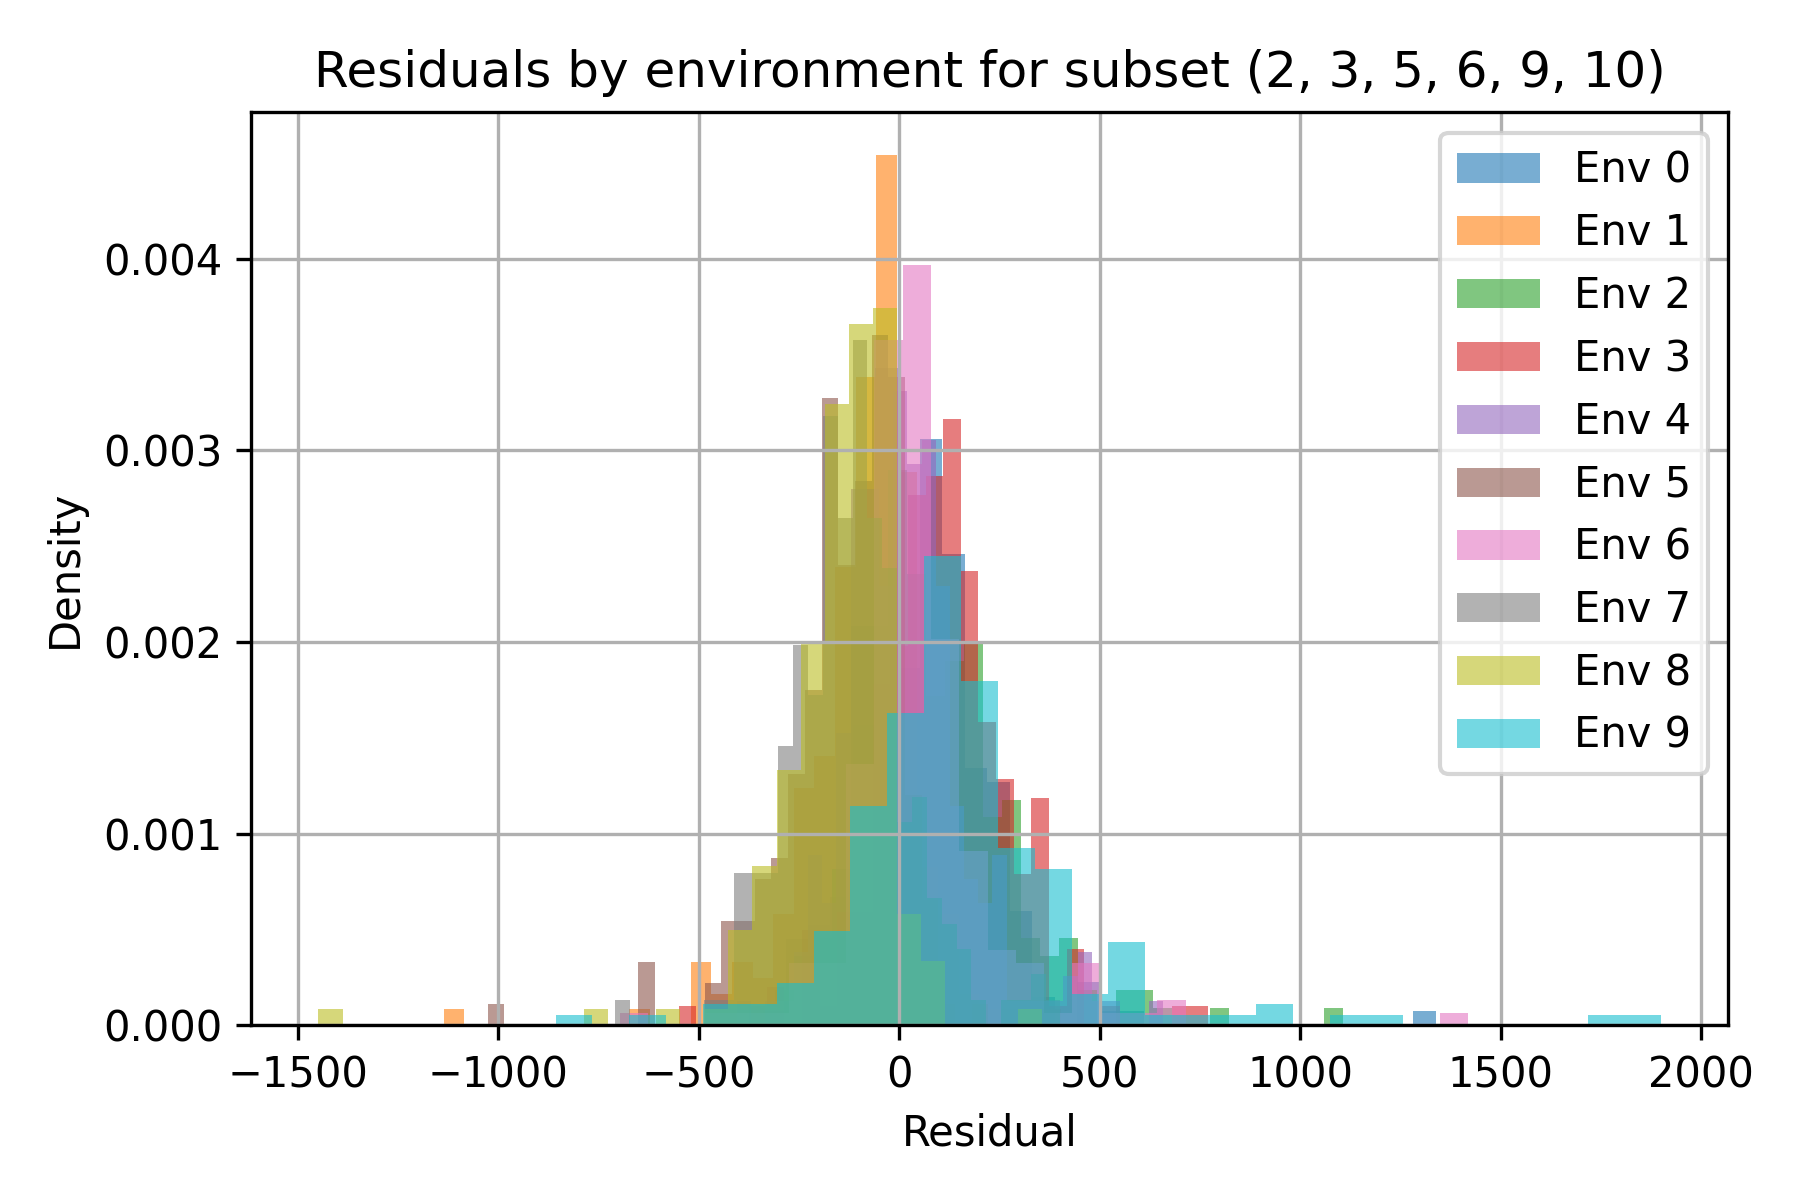 Residuals by environment for subset (2, 3, 5, 6, 9, 10)
Density
0.004
0.003
0.002
0.001
0.000
−1500
−1000
−500
0
500
1000
1500
2000
Residual
Env 0
Env 1
Env 2
Env 3
Env 4
Env 5
Env 6
Env 7
Env 8
Env 9